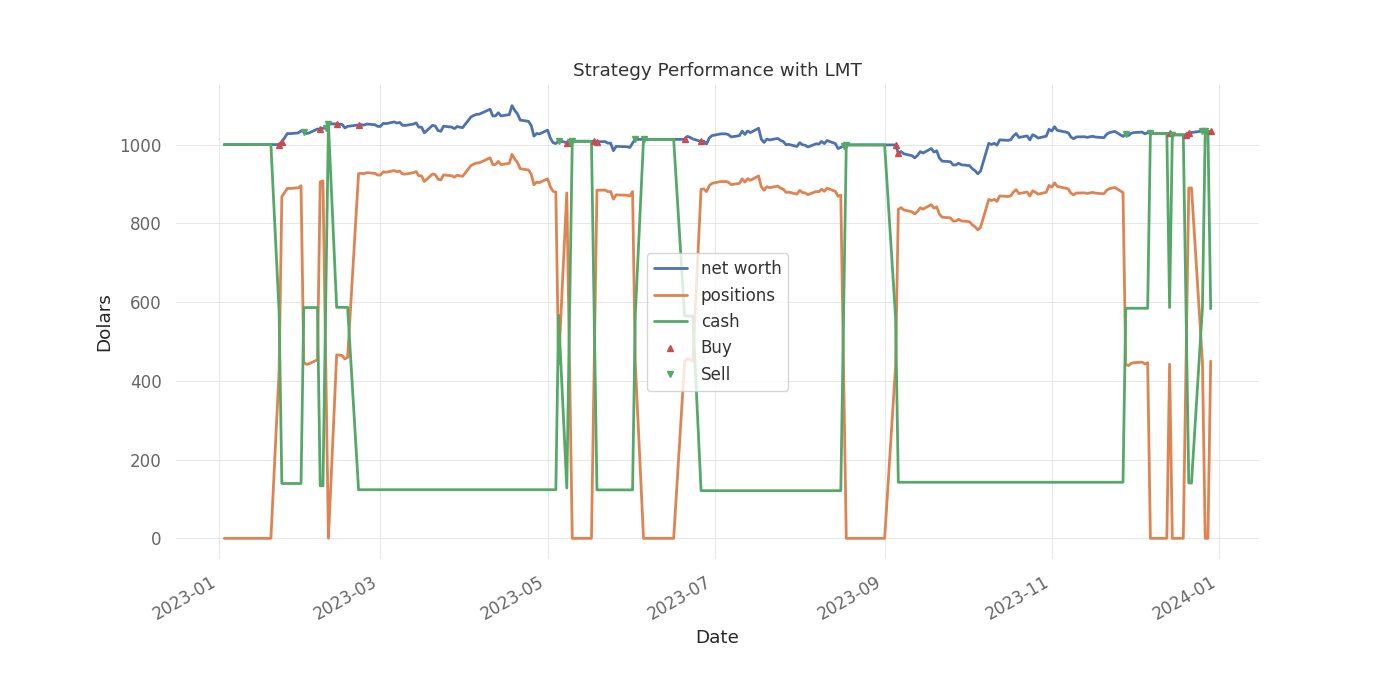 Strategy Performance with LMT
Dolars
1000
800
600
400
200
0
net worth
positions
cash
Buy
Sell
2023-01
2023-03
2023-05
2023-07
2023-09
2023-11
2024-01
Date